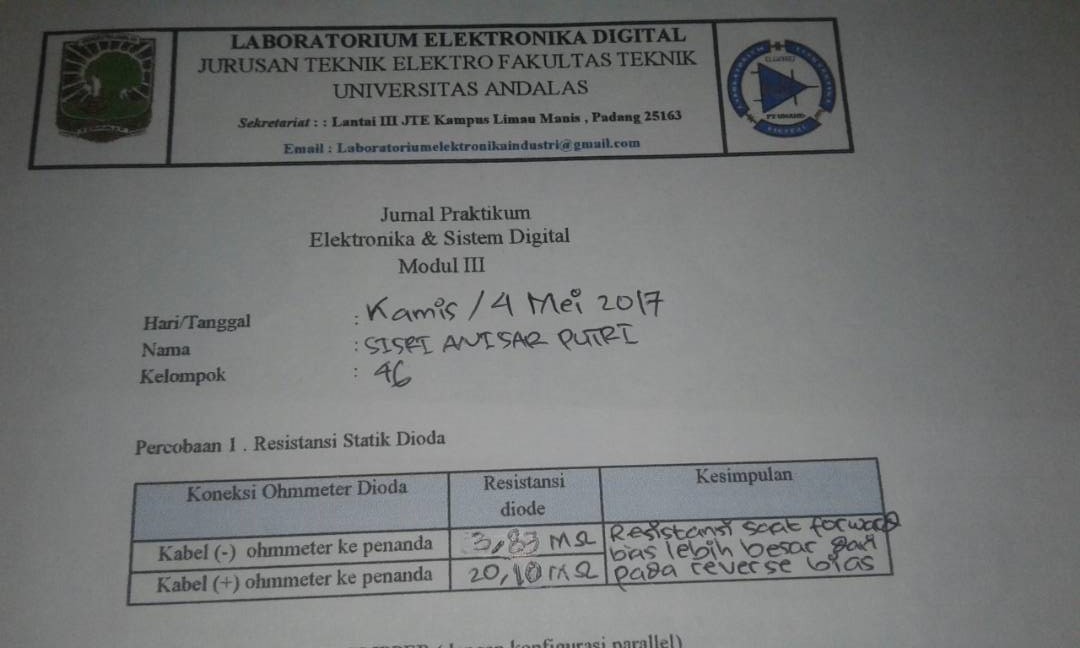 LABORATORIUM ELEKTRONIKA DIGITAL
JURUSAN TEKNIK ELEKTRO FAKULTAS TEKNIK
UNIVERSITAS ANDALAS
Sekretariat : : Lantai III JTE Kampus Limau Manis , Padang 25163
Email : Laboratoriumelektronikaindustri@gmail.com
Jurnal Praktikum
Elektronika & Sistem Digital
Modul III
Hari/Tanggal : Kamis / 4 Mei 2017
Nama : SISRI ANISAR PUTRI
Kelompok : 46
Percobaan 1 . Resistansi Statik Dioda
Koneksi Ohmmeter Dioda
Resistansi
diode
Kesimpulan
Kabel (-) ohmmeter ke penanda
3,83 MΩ
Kabel (+) ohmmeter ke penanda
20,10 MΩ
Resistansi saat forward
bias lebih besar dari
pada reverse bias
(dengan konfigurasi parallel)